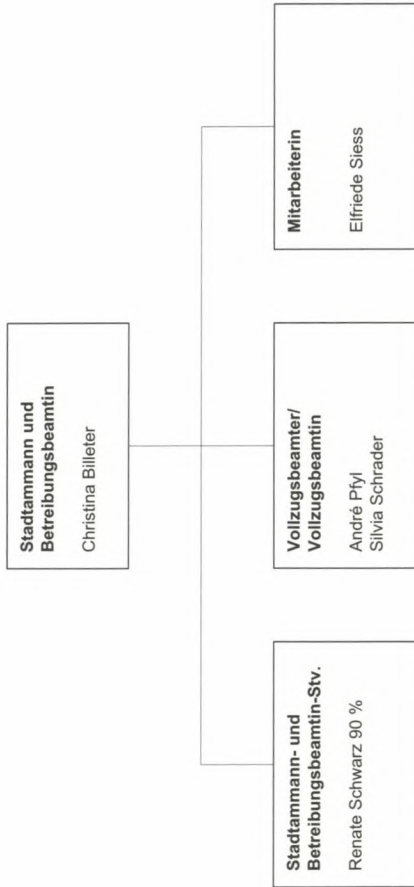 Stadtammann und
Betreibungsbeamtin
Christina Billeter
Stadtammann- und
Betreibungsbeamtin-Stv.
Renate Schwarz 90 %
Vollzugsbeamter/
Vollzugsbeamtin
André Pfyl
Silvia Schrader
Mitarbeiterin
Elfriede Siess